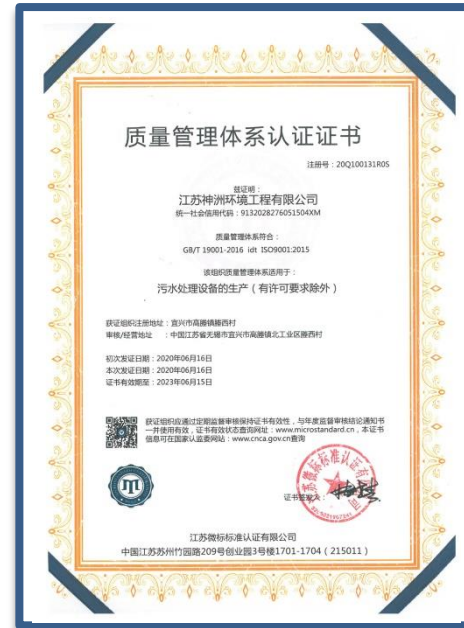 质量管理体系认证证书
注册号：20Q100131R0S
兹证明：
江苏神洲环境工程有限公司
统一社会信用代码：9132028276051504XM
质量管理体系符合：
GB/T 19001-2016 idt ISO9001:2015
该组织质量管理体系适用于：
污水处理设备的生产（有许可要求除外）
获证组织注册地址：宜兴市高塍镇塍西村
审核/经营地址 ：中国江苏省无锡市宜兴市高塍镇北工业区塍西村
初次发证日期：2020年06月16日
本次发证日期：2020年06月16日
证书有效期至：2023年06月15日
获证组织应通过定期监督审核保持证书有效性，与年度监督审核结论通知书
一并使用有效，证书有效状态查询网址：www.microstandard.cn，本证书
信息可在国家认监委网站：www.cnca.gov.cn查询
证书签发人：
江苏微标标准认证有限公司
中国江苏苏州竹园路209号创业园3号楼1701-1704（215011）